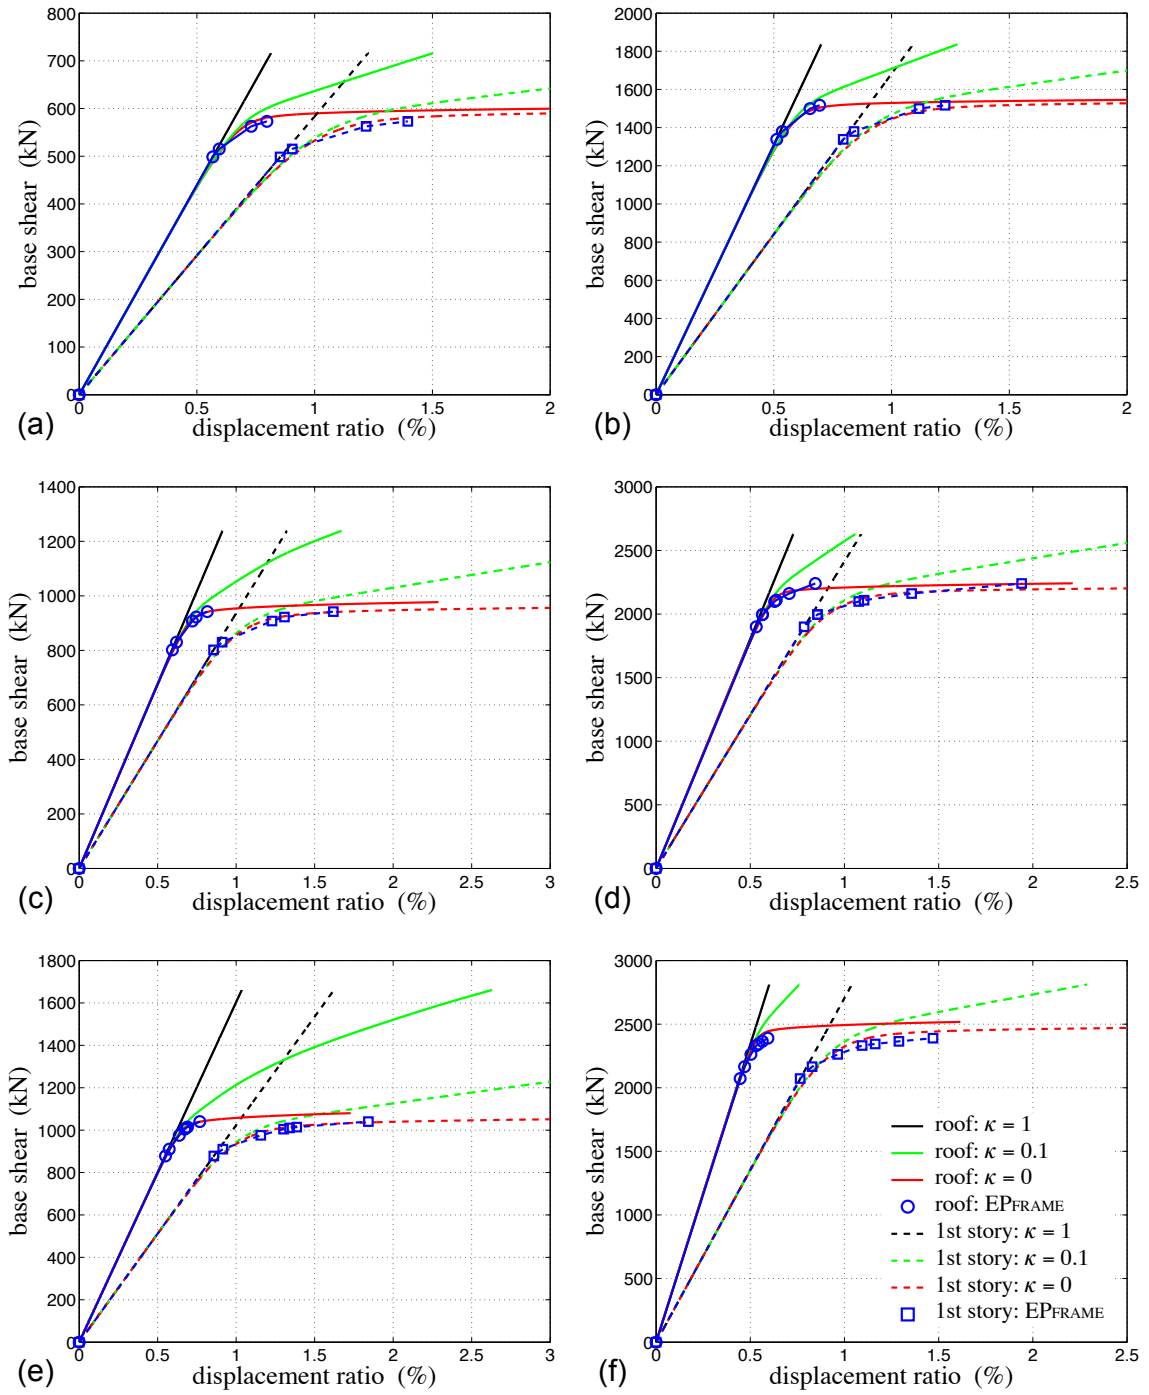 800
700
600
500
400
300
200
100
0
base shear (kN)
0 0.5 1 1.5 2
displacement ratio (%)
(a)
2000
1800
1600
1400
1200
1000
800
600
400
200
0
base shear (kN)
0 0.5 1 1.5 2
displacement ratio (%)
(b)
1400
1200
1000
800
600
400
200
0
base shear (kN)
0 0.5 1 1.5 2 2.5 3
displacement ratio (%)
(c)
3000
2500
2000
1500
1000
500
0
base shear (kN)
0 0.5 1 1.5 2 2.5
displacement ratio (%)
(d)
1800
1600
1400
1200
1000
800
600
400
200
0
base shear (kN)
0 0.5 1 1.5 2 2.5 3
displacement ratio (%)
(e)
3000
2500
2000
1500
1000
500
0
base shear (kN)
0 0.5 1 1.5 2 2.5
displacement ratio (%)
(f)
roof: κ = 1
roof: κ = 0.1
roof: κ = 0
roof: EPFRAME
1st story: κ = 1
1st story: κ = 0.1
1st story: κ = 0
1st story: EPFRAME